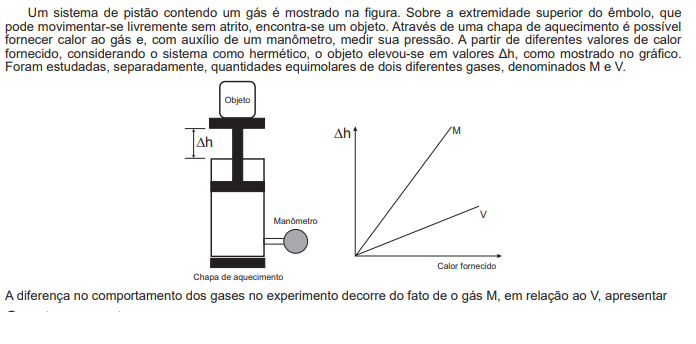 Um sistema de pistão contendo um gás é mostrado na figura. Sobre a extremidade superior do êmbolo, que
pode movimentar-se livremente sem atrito, encontra-se um objeto. Através de uma chapa de aquecimento é possível
fornecer calor ao gás e, com auxílio de um manômetro, medir sua pressão. A partir de diferentes valores de calor
fornecido, considerando o sistema como hermético, o objeto elevou-se em valores Δh, como mostrado no gráfico.
Foram estudadas, separadamente, quantidades equimolares de dois diferentes gases, denominados M e V.
Objeto
Δh
Manômetro
Chapa de aquecimento
Δh
M
V
Calor fornecido
A diferença no comportamento dos gases no experimento decorre do fato de o gás M, em relação ao V, apresentar